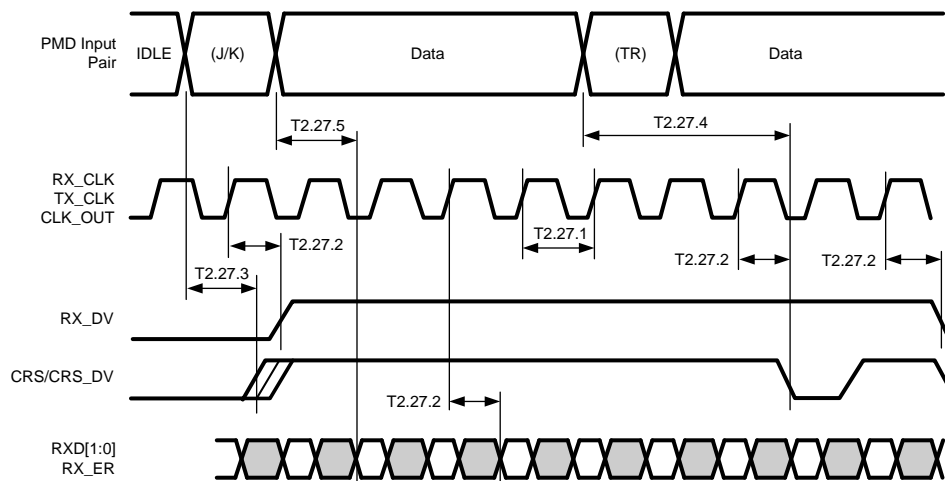 PMD Input
Pair
IDLE
(J/K)
Data
(TR)
Data
T2.27.5
T2.27.4
RX_CLK
TX_CLK
CLK_OUT
T2.27.2
T2.27.1
T2.27.2
T2.27.2
T2.27.3
RX_DV
CRS/CRS_DV
T2.27.2
RXD[1:0]
RX_ER